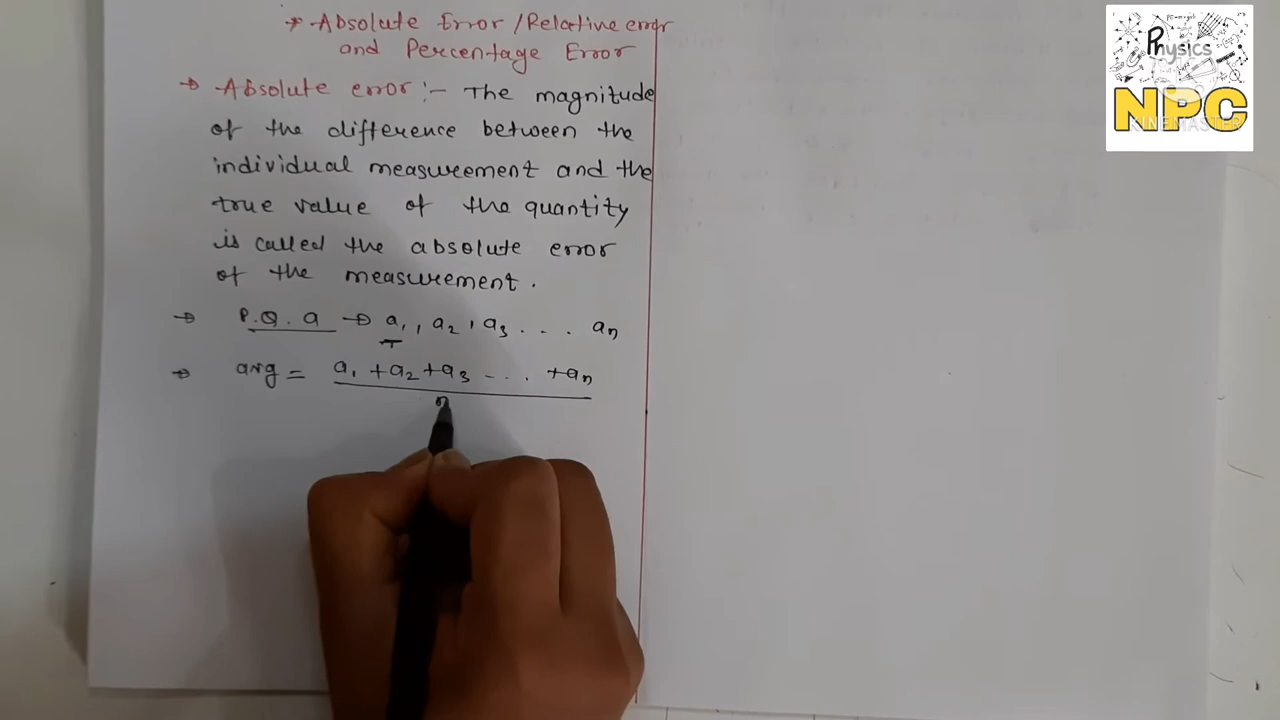 * Absolute Error / Relative error
and Percentage Error
→ Absolute error :- The magnitude
of the difference between the
individual measurement and the
true value of the quantity
is called the absolute error
of the measurement.
→ P.Q. a → a₁, a₂, a₃ . . . aₙ
→ avg = a₁ + a₂ + a₃ - . . . + aₙ
n
Physics
NPC
KINEMASTER